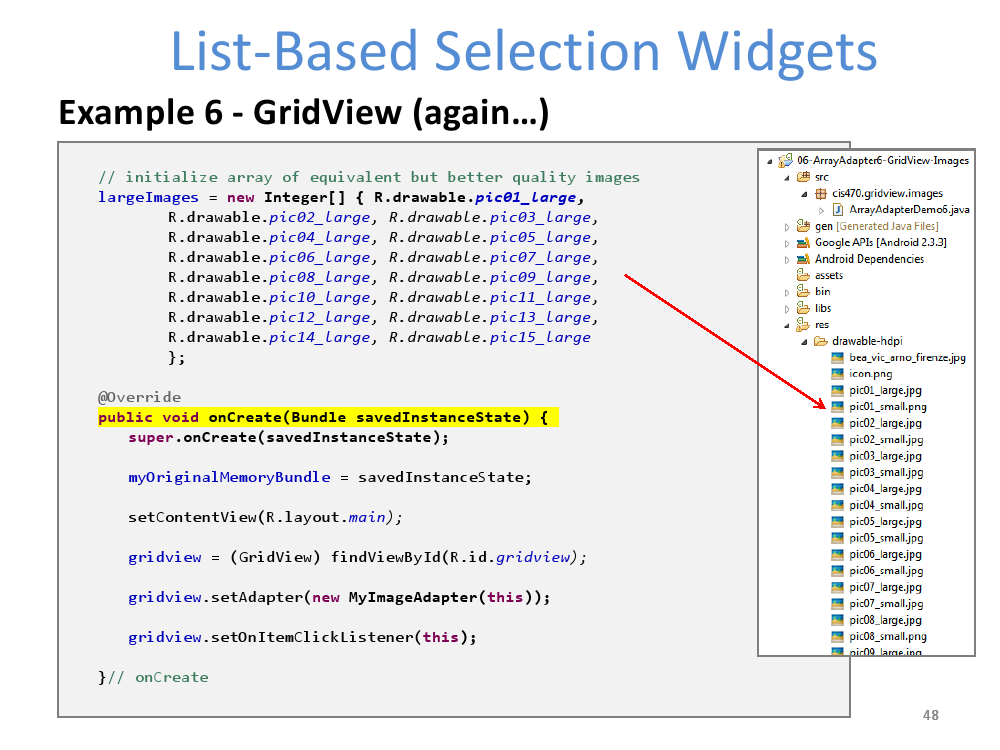 List-Based Selection Widgets
Example 6 - GridView (again…)
// initialize array of equivalent but better quality images
largeImages = new Integer[] { R.drawable.pic01_large,
R.drawable.pic02_large, R.drawable.pic03_large,
R.drawable.pic04_large, R.drawable.pic05_large,
R.drawable.pic06_large, R.drawable.pic07_large,
R.drawable.pic08_large, R.drawable.pic09_large,
R.drawable.pic10_large, R.drawable.pic11_large,
R.drawable.pic12_large, R.drawable.pic13_large,
R.drawable.pic14_large, R.drawable.pic15_large
};
@Override
public void onCreate(Bundle savedInstanceState) {
super.onCreate(savedInstanceState);
myOriginalMemoryBundle = savedInstanceState;
setContentView(R.layout.main);
gridview = (GridView) findViewById(R.id.gridview);
gridview.setAdapter(new MyImageAdapter(this));
gridview.setOnItemClickListener(this);
}// onCreate
06-ArrayAdapter6-GridView-Images
src
cis470.gridview.images
ArrayAdapterDemo6.java
gen [Generated Java Files]
Google APIs [Android 2.3.3]
Android Dependencies
assets
bin
libs
res
drawable-hdpi
bea_vic_arno_firenze.jpg
icon.png
pic01_large.jpg
pic01_small.png
pic02_large.jpg
pic02_small.jpg
pic03_large.jpg
pic03_small.jpg
pic04_large.jpg
pic04_small.jpg
pic05_large.jpg
pic05_small.jpg
pic06_large.jpg
pic06_small.jpg
pic07_large.jpg
pic07_small.jpg
pic08_large.jpg
pic08_small.png
pic09_large.jpg
48